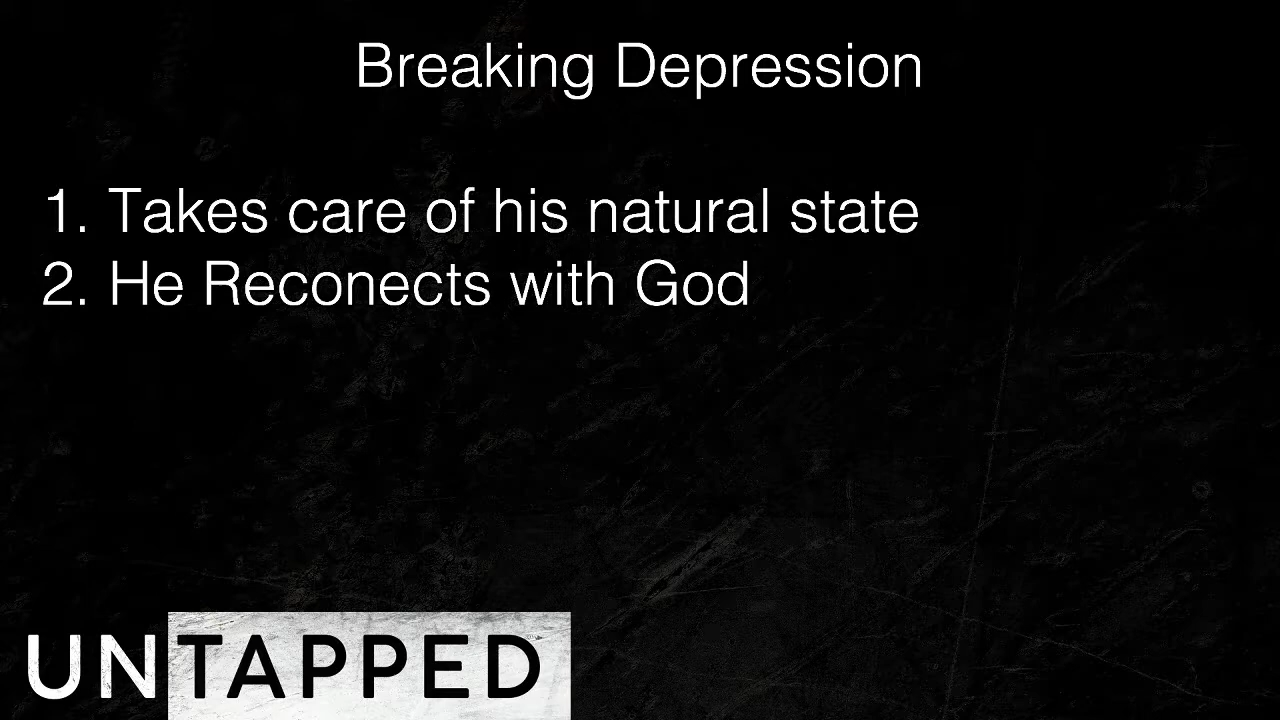 Breaking Depression
1. Takes care of his natural state
2. He Reconects with God
UNTAPPED